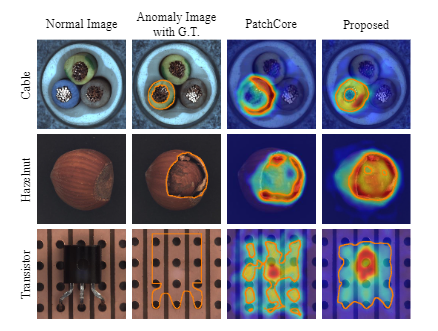 Normal Image
Anomaly Image
with G.T.
PatchCore
Proposed
Cable
Hazelnut
Transistor